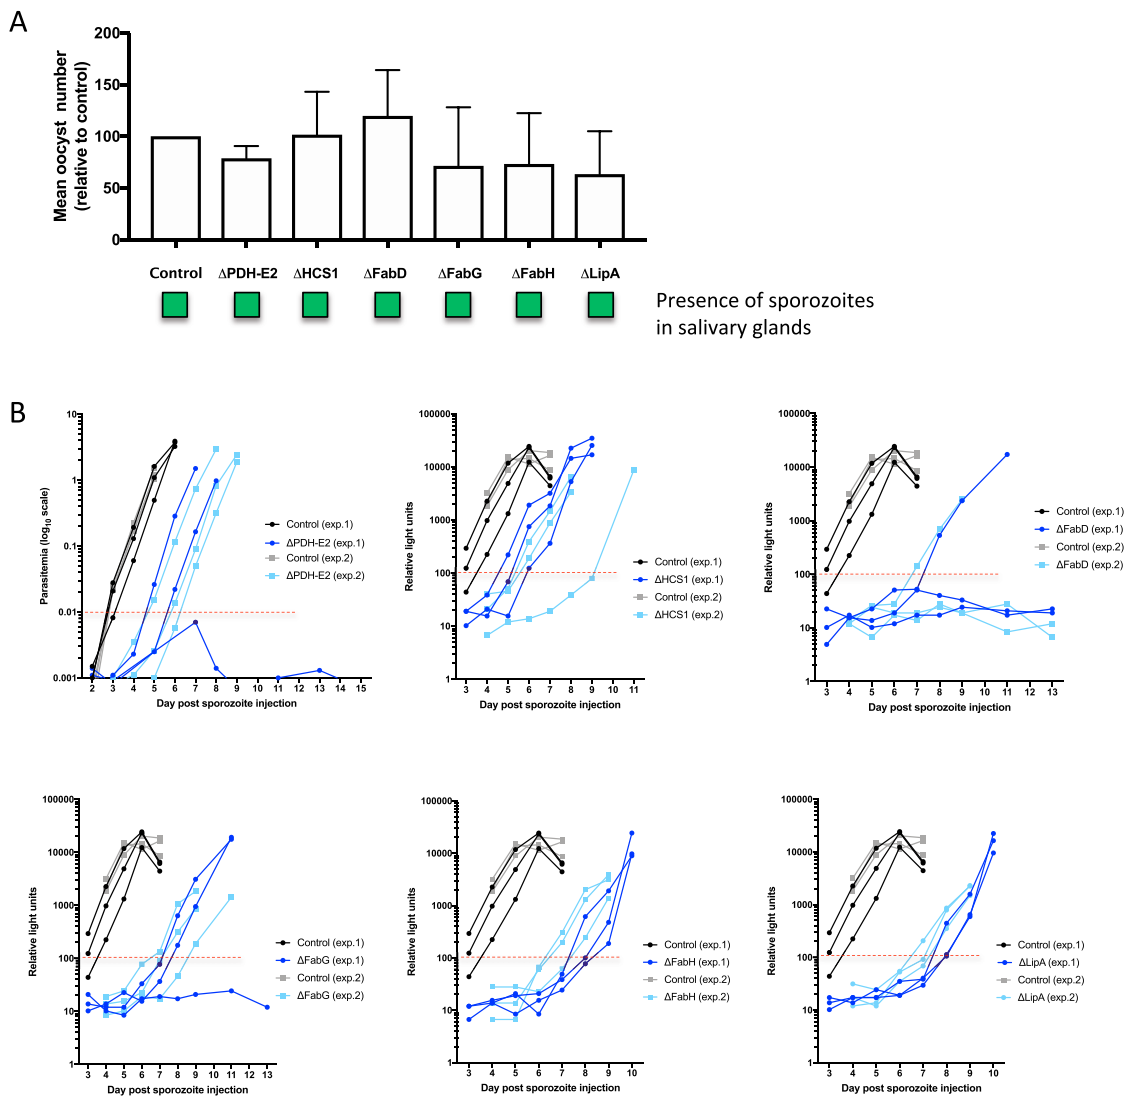 A
Mean oocyst number
(relative to control)
200
150
100
50
0
Control ΔPDH-E2 ΔHCS1 ΔFabD ΔFabG ΔFabH ΔLipA
Presence of sporozoites
in salivary glands
B
Parasitemia (log10 scale)
10
1
0.1
0.01
0.001
2 3 4 5 6 7 8 9 10 11 12 13 14 15
Day post sporozoite injection
Control (exp.1)
ΔPDH-E2 (exp.1)
Control (exp.2)
ΔPDH-E2 (exp.2)
Relative light units
100000
10000
1000
100
10
1
3 4 5 6 7 8 9 10 11
Day post sporozoite injection
Control (exp.1)
ΔHCS1 (exp.1)
Control (exp.2)
ΔHCS1 (exp.2)
Relative light units
100000
10000
1000
100
10
1
3 4 5 6 7 8 9 10 11 12 13
Day post sporozoite injection
Control (exp.1)
ΔFabD (exp.1)
Control (exp.2)
ΔFabD (exp.2)
Relative light units
100000
10000
1000
100
10
1
3 4 5 6 7 8 9 10 11 12 13
Day post sporozoite injection
Control (exp.1)
ΔFabG (exp.1)
Control (exp.2)
ΔFabG (exp.2)
Relative light units
100000
10000
1000
100
10
1
3 4 5 6 7 8 9 10
Day post sporozoite injection
Control (exp.1)
ΔFabH (exp.1)
Control (exp.2)
ΔFabH (exp.2)
Relative light units
100000
10000
1000
100
10
1
3 4 5 6 7 8 9 10
Day post sporozoite injection
Control (exp.1)
ΔLipA (exp.1)
Control (exp.2)
ΔLipA (exp.2)